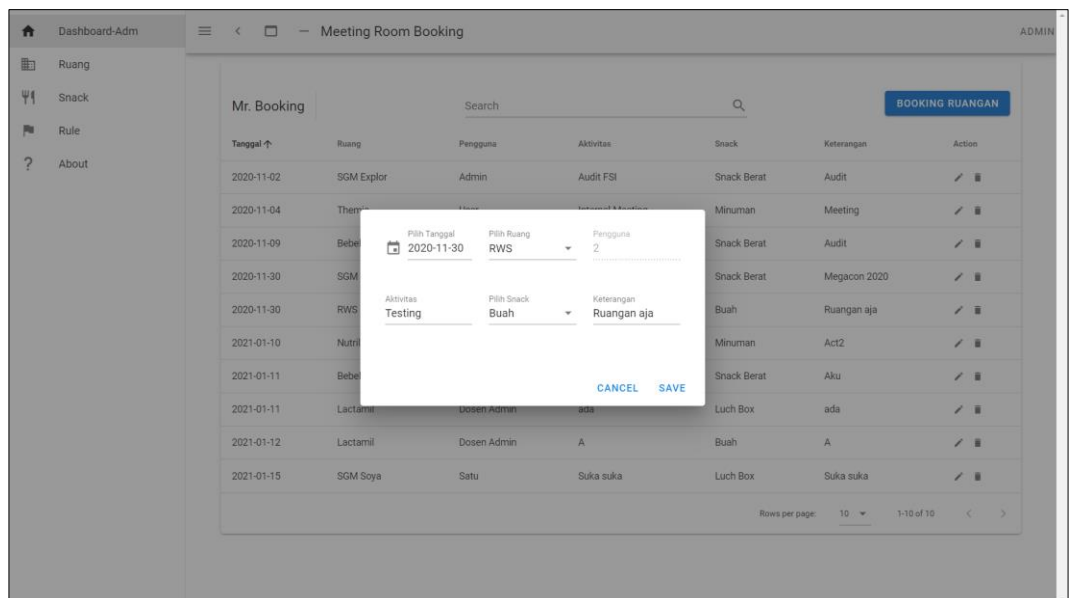 Dashboard-Adm
Meeting Room Booking
ADMIN
Ruang
Snack
Rule
About
Mr. Booking
Search
BOOKING RUANGAN
Tanggal Ruang Pengguna Aktivitas Snack Keterangan Action
2020-11-02 SGM Explor Admin Audit FSI Snack Berat Audit
2020-11-04 User Internal Meeting Minuman Meeting
2020-11-09 Snack Berat Audit
2020-11-30 SGM Snack Berat Megacon 2020
2020-11-30 RWS Buah Ruangan aja
2021-01-10 Minuman Act2
2021-01-11 Snack Berat Aku
2021-01-11 Lactamil Dosen Admin ada Luch Box ada
2021-01-12 Lactamil Dosen Admin A Buah A
2021-01-15 SGM Soya Satu Suka suka Luch Box Suka suka
Rows per page: 10 1-10 of 10
Pilih Tanggal Pilih Ruang Pengguna
2020-11-30 RWS 2
Aktivitas Pilih Snack Keterangan
Testing Buah Ruangan aja
CANCEL SAVE